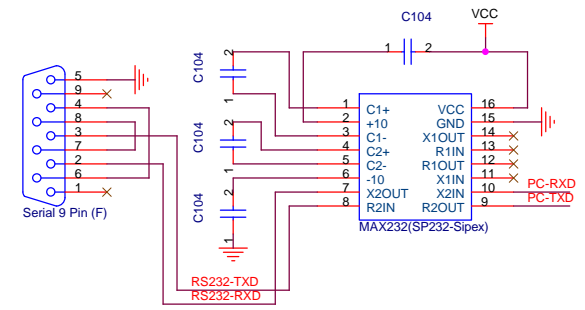 C104
VCC
1 2
C104
2
1
5
9
4
8
3
7
2
6
1
Serial 9 Pin (F)
C104
2
1
C104
2
1
1 C1+ VCC 16
2 +10 GND 15
3 C1- X1OUT 14
4 C2+ R1IN 13
5 C2- R1OUT 12
6 -10 X1IN 11
7 X2OUT X2IN 10 PC-RXD
8 R2IN R2OUT 9 PC-TXD
MAX232(SP232-Sipex)
RS232-TXD
RS232-RXD